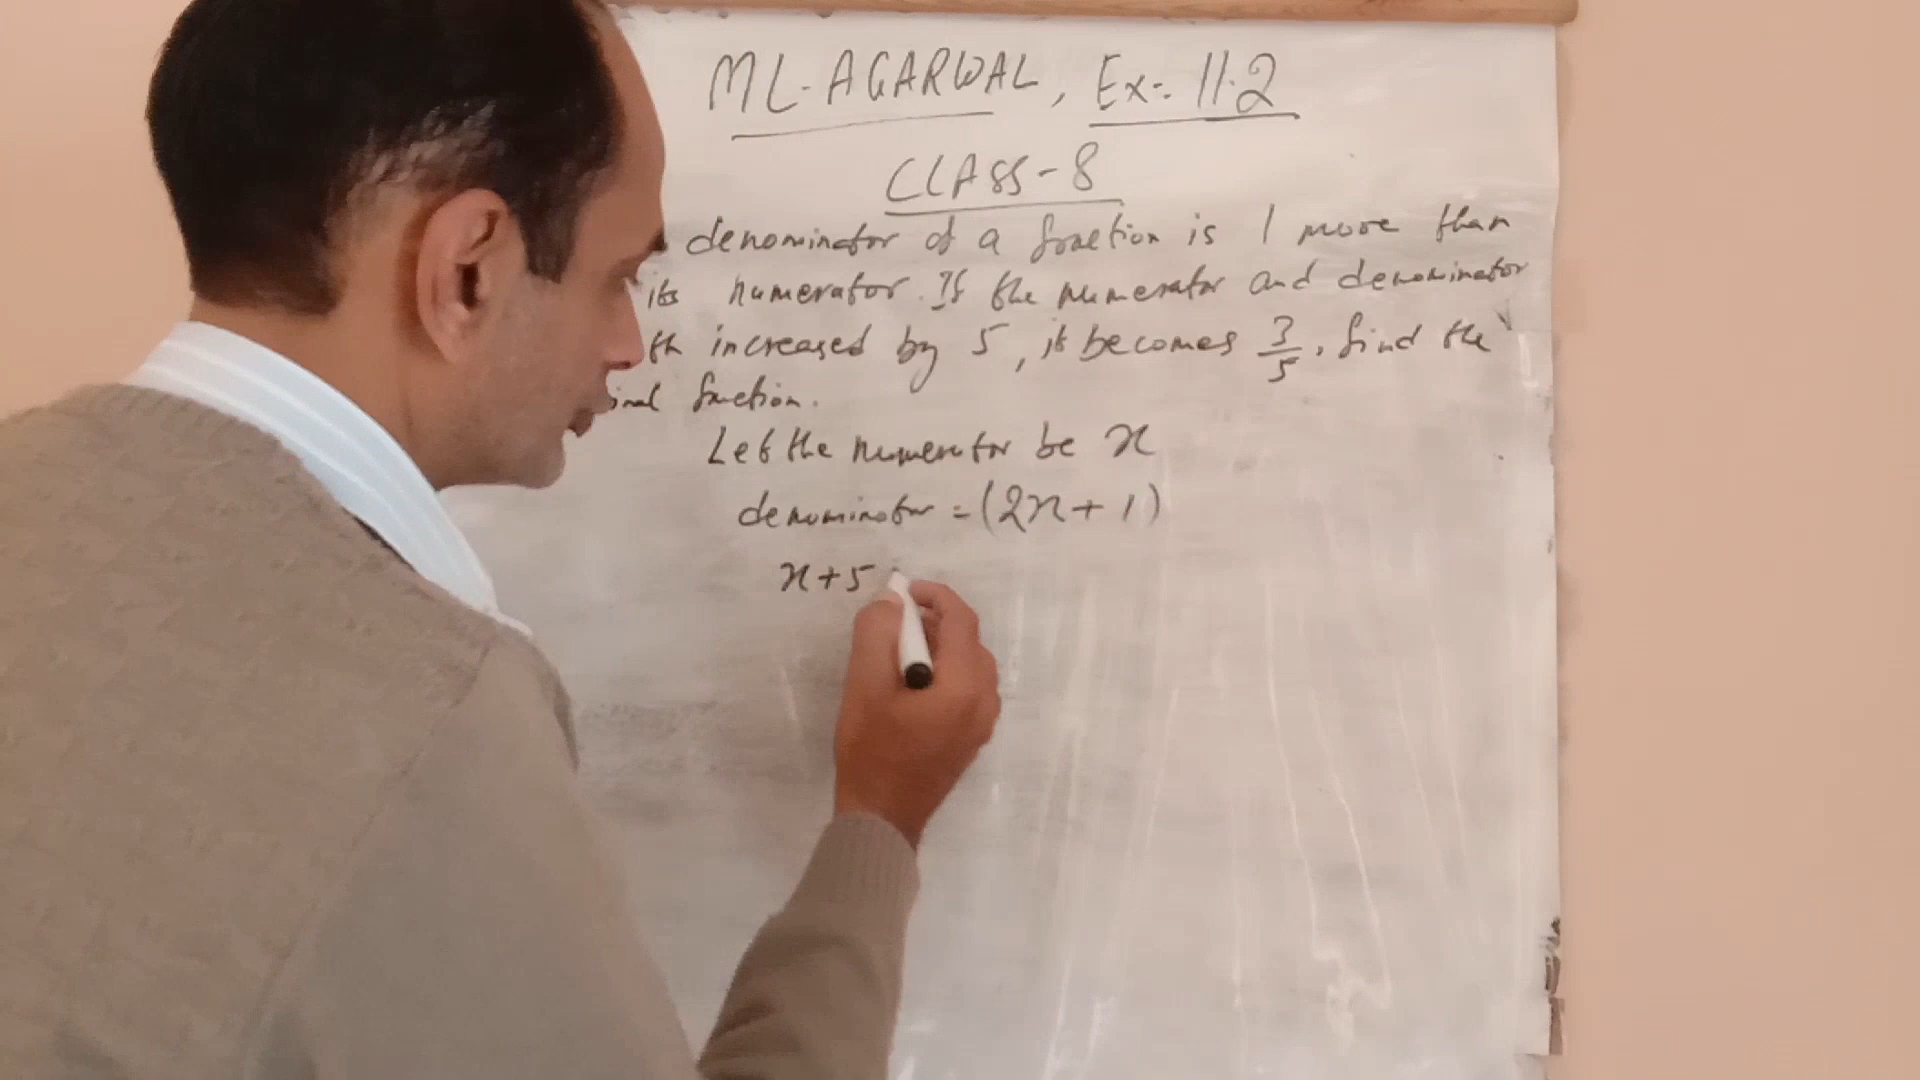 ML-AGARWAL, Ex:- 11.2
CLASS-8
denominator of a fraction is 1 more than
its numerator. If the numerator and denominator
th increased by 5, it becomes 3/5. find the
inal fraction.
Let the numerator be x
denominator = (2x + 1)
x + 5